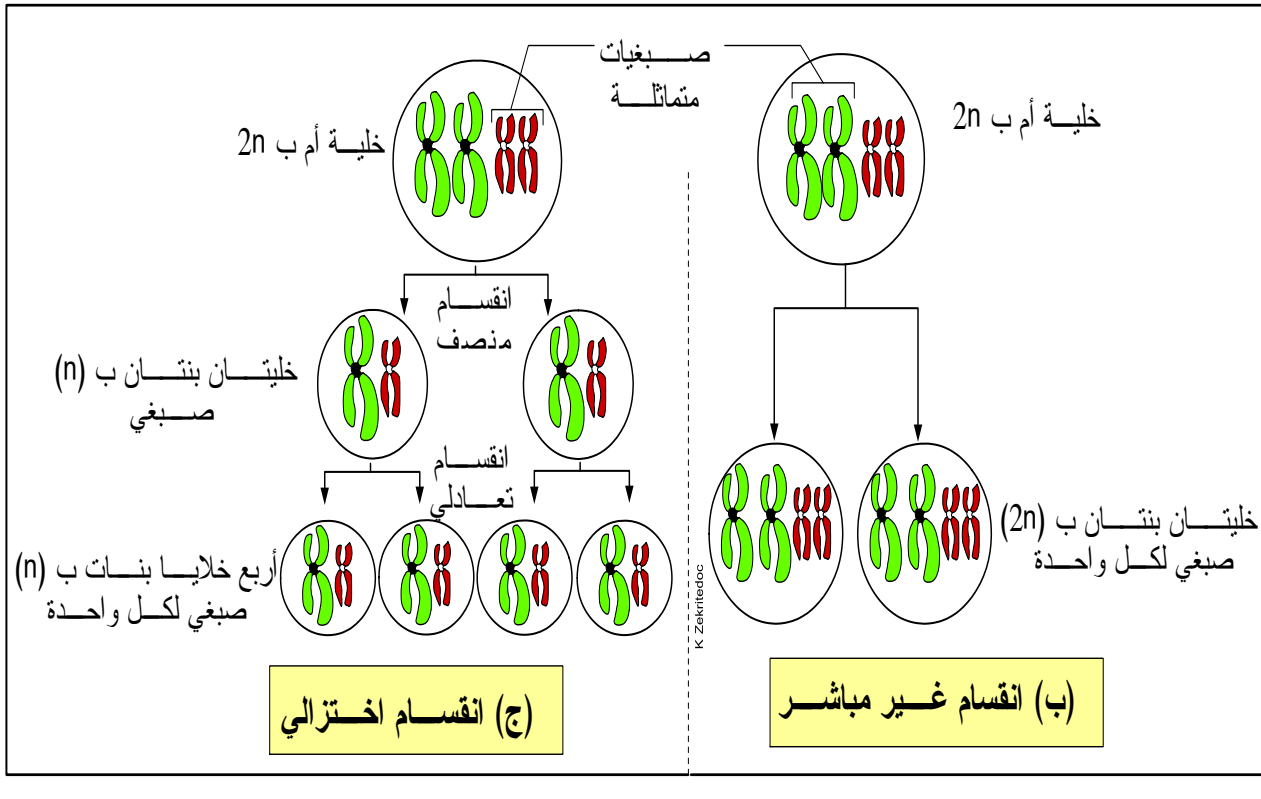 صبغيات
متماثلة
خلية أم ب 2n
خلية أم ب 2n
انقسام
منصف
خليتان بنتان ب (n)
صبغي
انقسام
تعادلي
خليتان بنتان ب (2n)
صبغي لكل واحدة
أربع خلايا بنات ب (n)
صبغي لكل واحدة
K Zekritedoc
(ب) انقسام غير مباشر
(ج) انقسام اختزالي